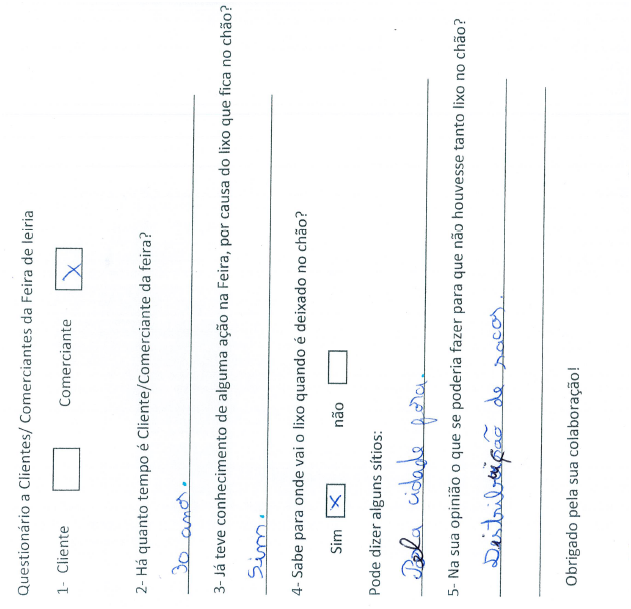 Questionário a Clientes/ Comerciantes da Feira de leiria
1- Cliente Comerciante X
2- Há quanto tempo é Cliente/Comerciante da feira?
30 anos.
3- Já teve conhecimento de alguma ação na Feira, por causa do lixo que fica no chão?
Sim.
4- Sabe para onde vai o lixo quando é deixado no chão?
Sim X não
Pode dizer alguns sítios:
Pela cidade fora.
5- Na sua opinião o que se poderia fazer para que não houvesse tanto lixo no chão?
Distribuição de sacos.
Obrigado pela sua colaboração!